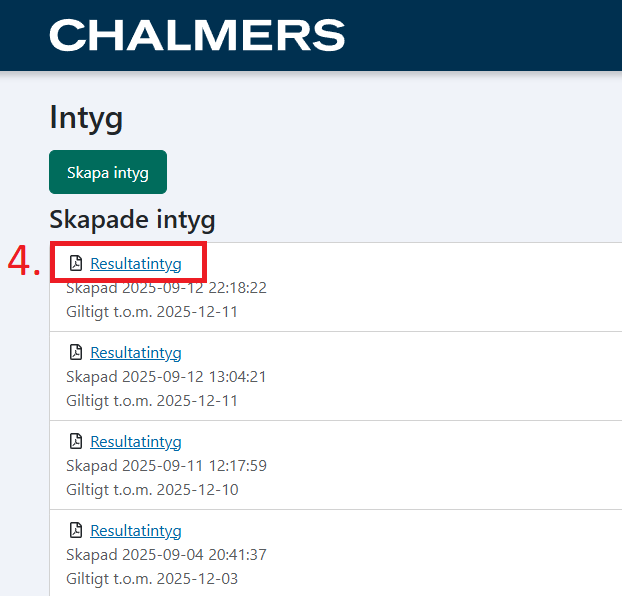 CHALMERS
Intyg
Skapa intyg
Skapade intyg
4. Resultatintyg
Skapad 2025-09-12 22:18:22
Giltigt t.o.m. 2025-12-11
Resultatintyg
Skapad 2025-09-12 13:04:21
Giltigt t.o.m. 2025-12-11
Resultatintyg
Skapad 2025-09-11 12:17:59
Giltigt t.o.m. 2025-12-10
Resultatintyg
Skapad 2025-09-04 20:41:37
Giltigt t.o.m. 2025-12-03